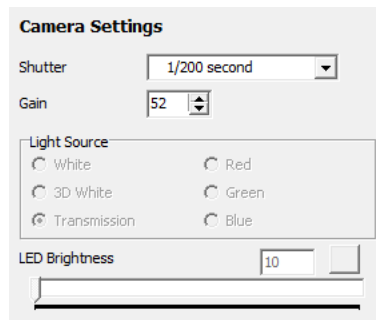 Camera Settings
Shutter 1/200 second
Gain 52
Light Source
White Red
3D White Green
Transmission Blue
LED Brightness 10